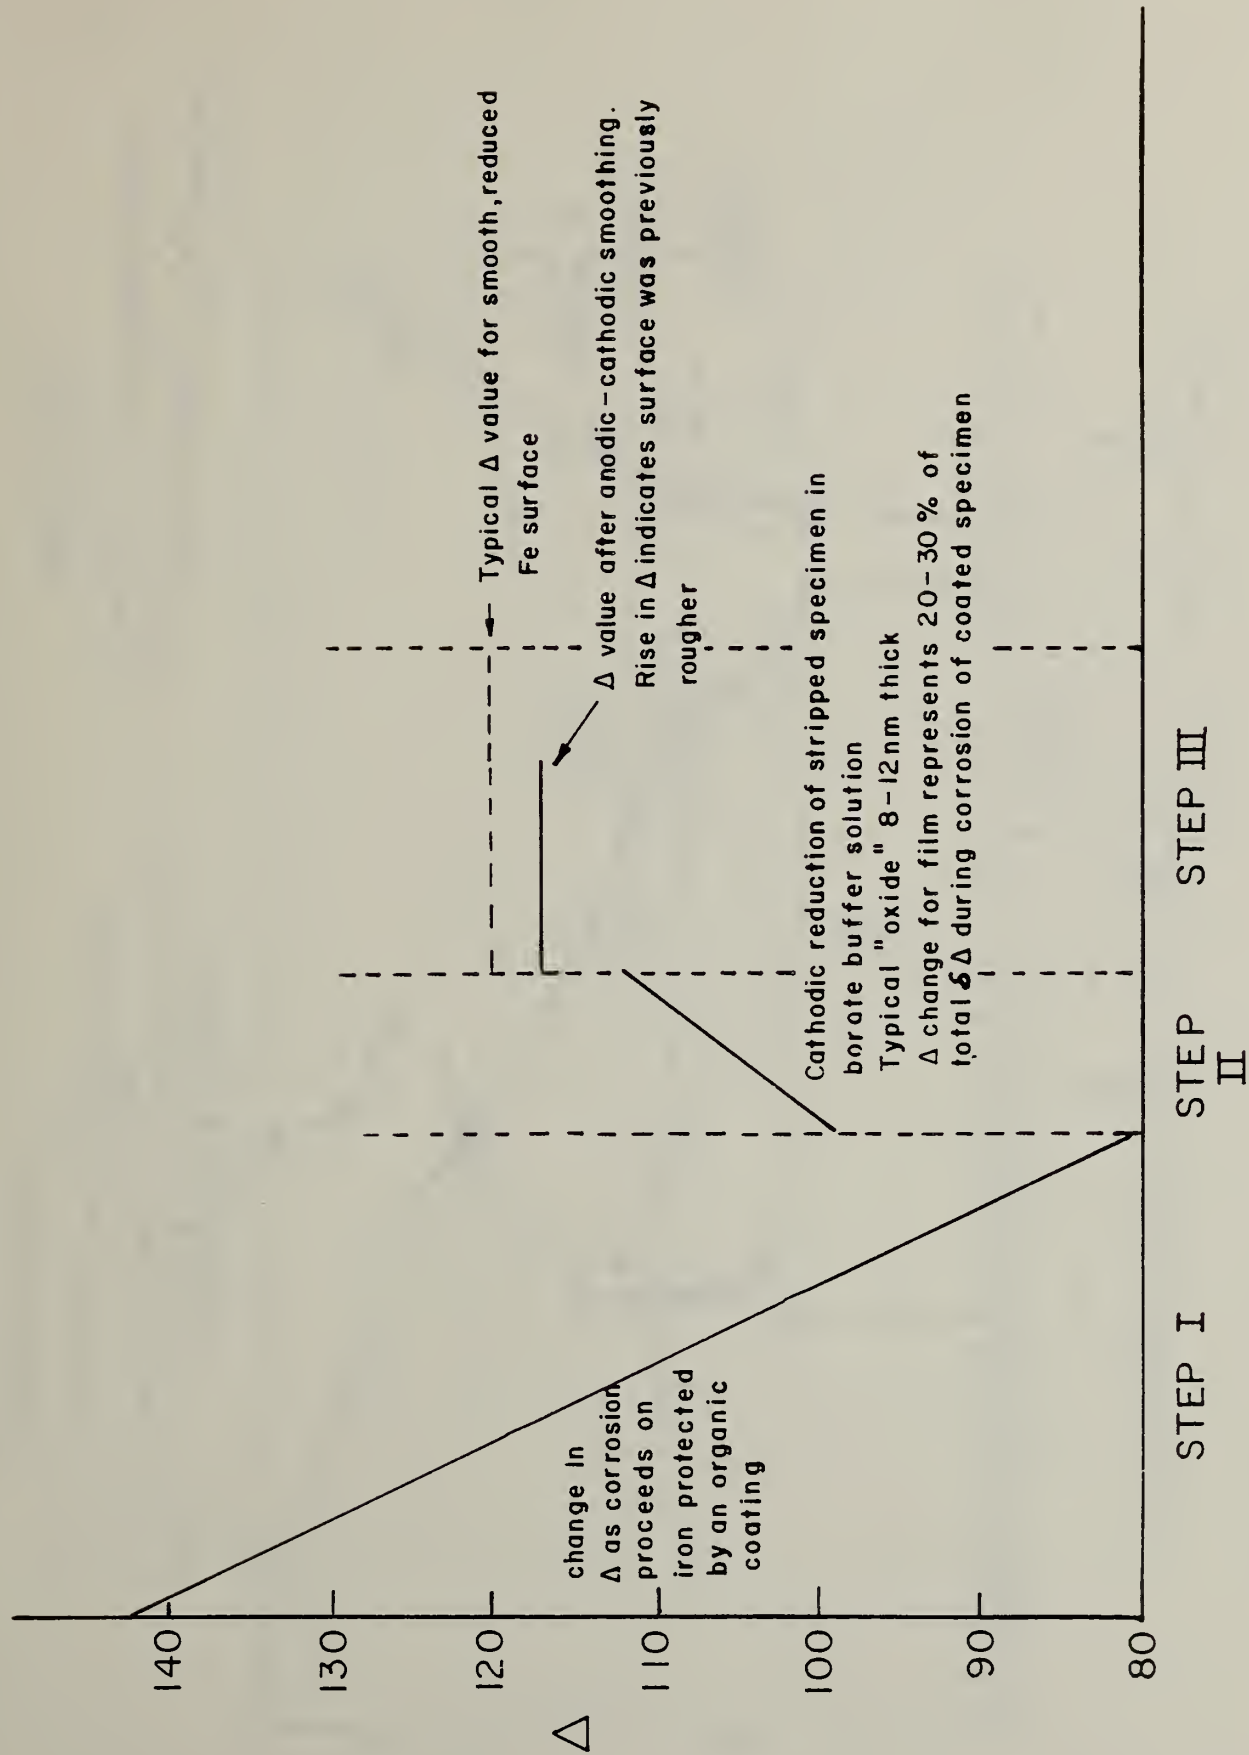 Δ
140
130
120
110
100
90
80
change In
Δ as corrosion
proceeds on
iron protected
by an organic
coating
Typical Δ value for smooth,reduced
Fe surface
Δ value after anodic-cathodic smoothing.
Rise in Δ indicates surface was previously
rougher
Cathodic reduction of stripped specimen in
borate buffer solution
Typical "oxide" 8-12nm thick
Δ change for film represents 20-30% of
total δ Δ during corrosion of coated specimen
STEP I
STEP
II
STEP III